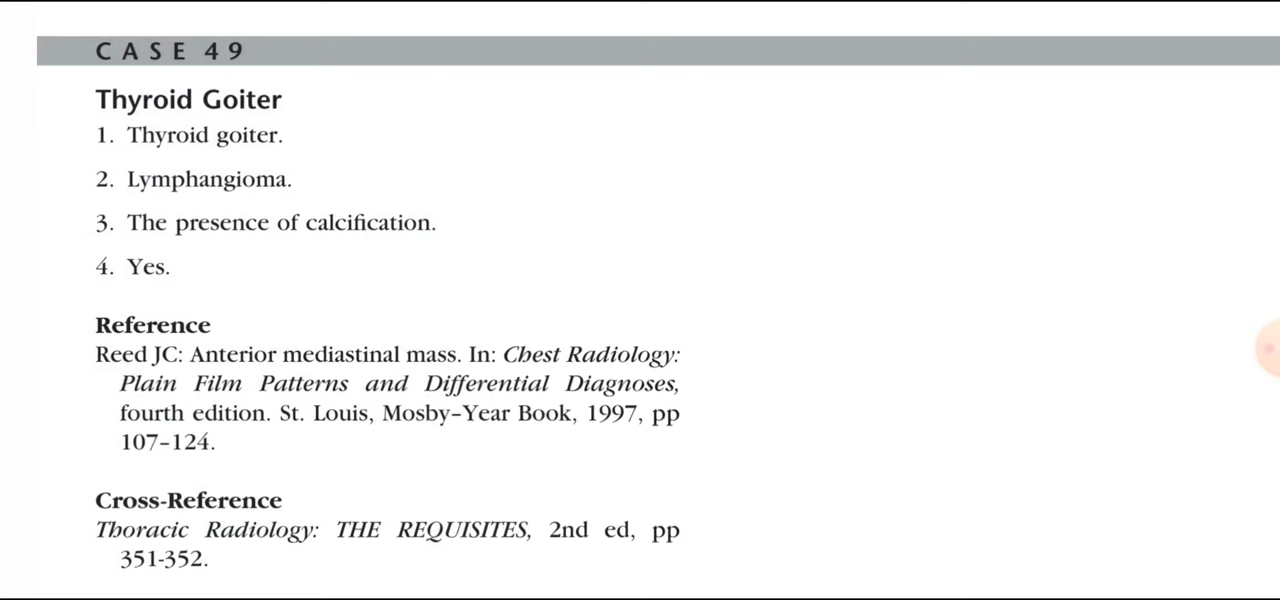 CASE 49
Thyroid Goiter
1. Thyroid goiter.
2. Lymphangioma.
3. The presence of calcification.
4. Yes.
Reference
Reed JC: Anterior mediastinal mass. In: Chest Radiology:
Plain Film Patterns and Differential Diagnoses,
fourth edition. St. Louis, Mosby–Year Book, 1997, pp
107–124.
Cross-Reference
Thoracic Radiology: THE REQUISITES, 2nd ed, pp
351-352.